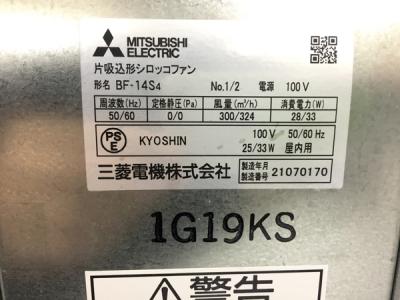 MITSUBISHI
ELECTRIC
片吸込形シロッコファン
形名 BF-14S4 No.1/2 電源 100V
周波数(Hz) 定格静圧(Pa) 風量(m³/h) 消費電力(W)
50/60 0/0 300/324 28/33
PS
E
KYOSHIN 100V 50/60Hz
25/33W 屋内用
三菱電機株式会社 製造年月
製造番号 21070170
1G19KS
警告